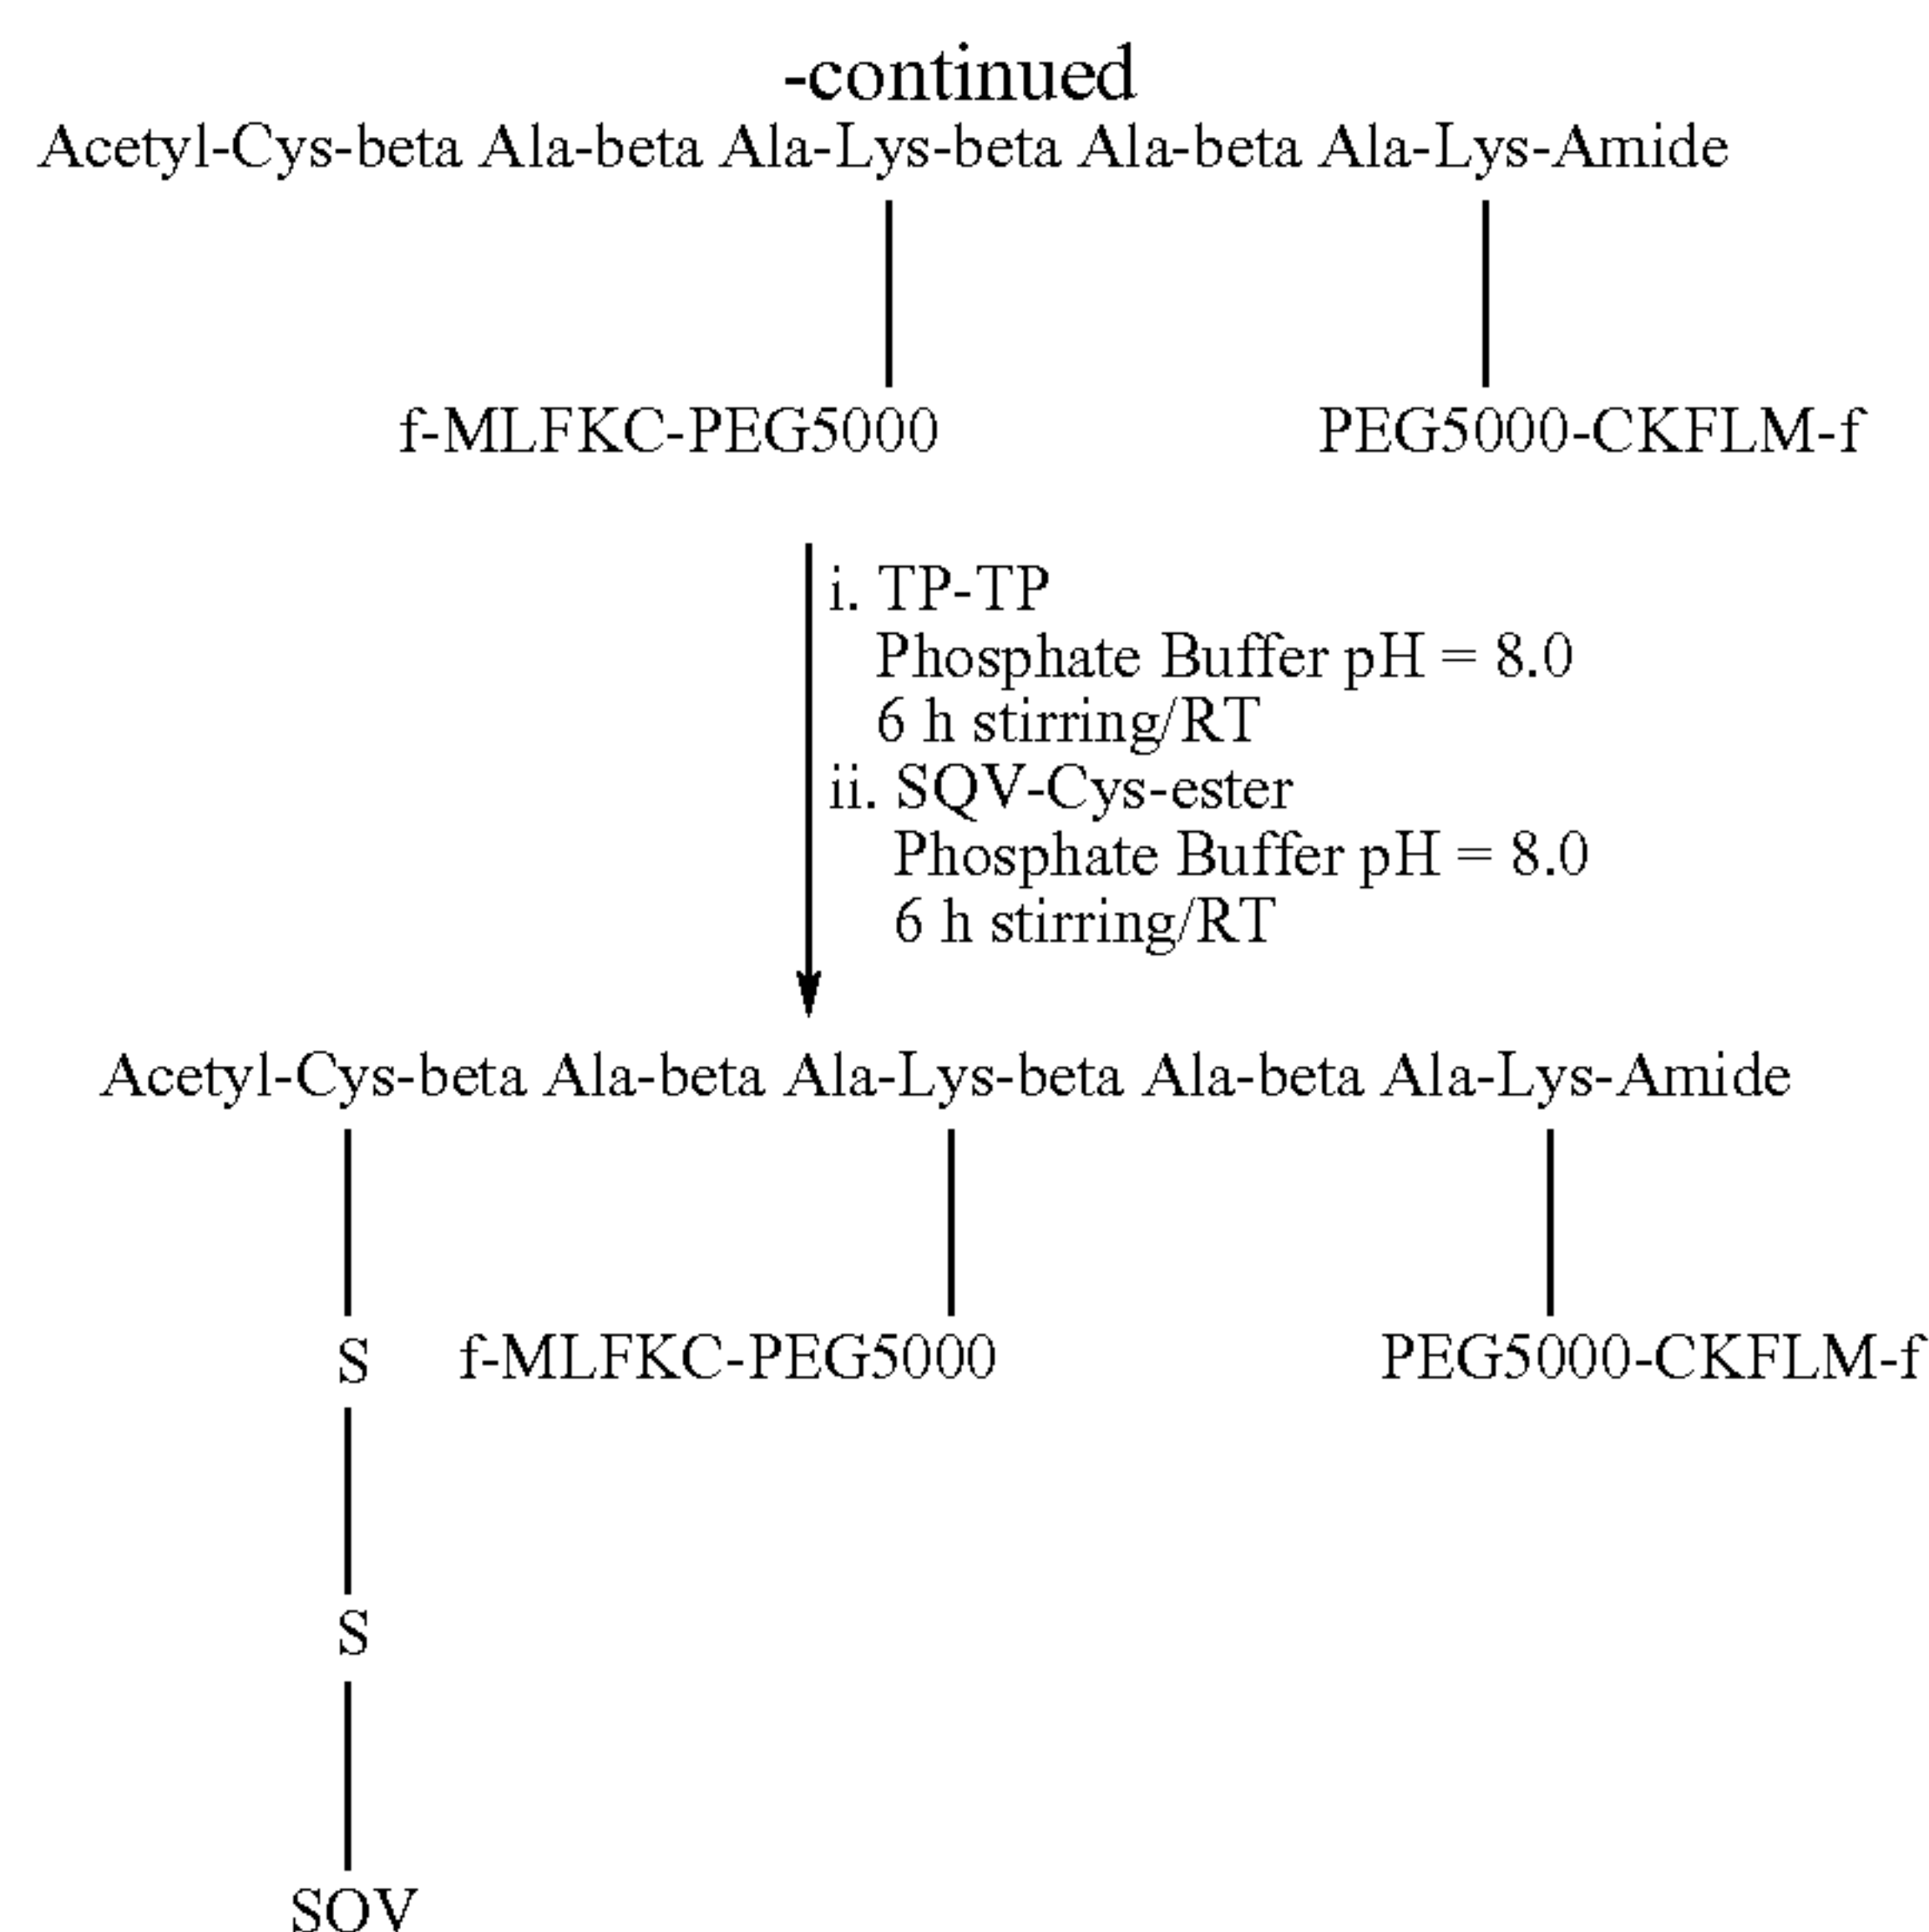 -continued
Acetyl-Cys-beta Ala-beta Ala-Lys-beta Ala-beta Ala-Lys-Amide
f-MLFKC-PEG5000 PEG5000-CKFLM-f
i. TP-TP
Phosphate Buffer pH = 8.0
6 h stirring/RT
ii. SQV-Cys-ester
Phosphate Buffer pH = 8.0
6 h stirring/RT
Acetyl-Cys-beta Ala-beta Ala-Lys-beta Ala-beta Ala-Lys-Amide
S f-MLFKC-PEG5000 PEG5000-CKFLM-f
S
SQV